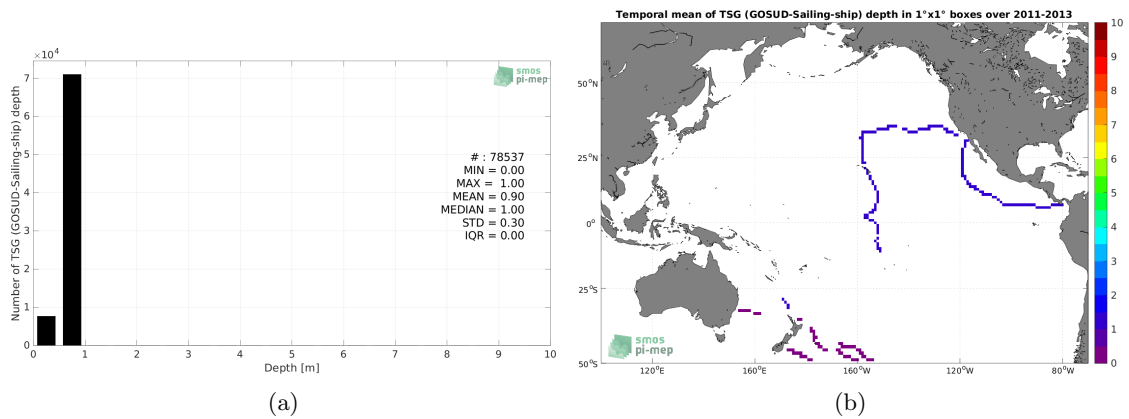 ×10⁴
7
6
5
4
3
2
1
0
Number of TSG (GOSUD-Sailing-ship) depth
0 1 2 3 4 5 6 7 8 9 10
Depth [m]
smos
pi-mep
# : 78537
MIN = 0.00
MAX = 1.00
MEAN = 0.90
MEDIAN = 1.00
STD = 0.30
IQR = 0.00
(a)
Temporal mean of TSG (GOSUD-Sailing-ship) depth in 1°x1° boxes over 2011-2013
50°N
25°N
0°
25°S
50°S
120°E 160°E 160°W 120°W 80°W
smos
pi-mep
10
9
8
7
6
5
4
3
2
1
0
(b)